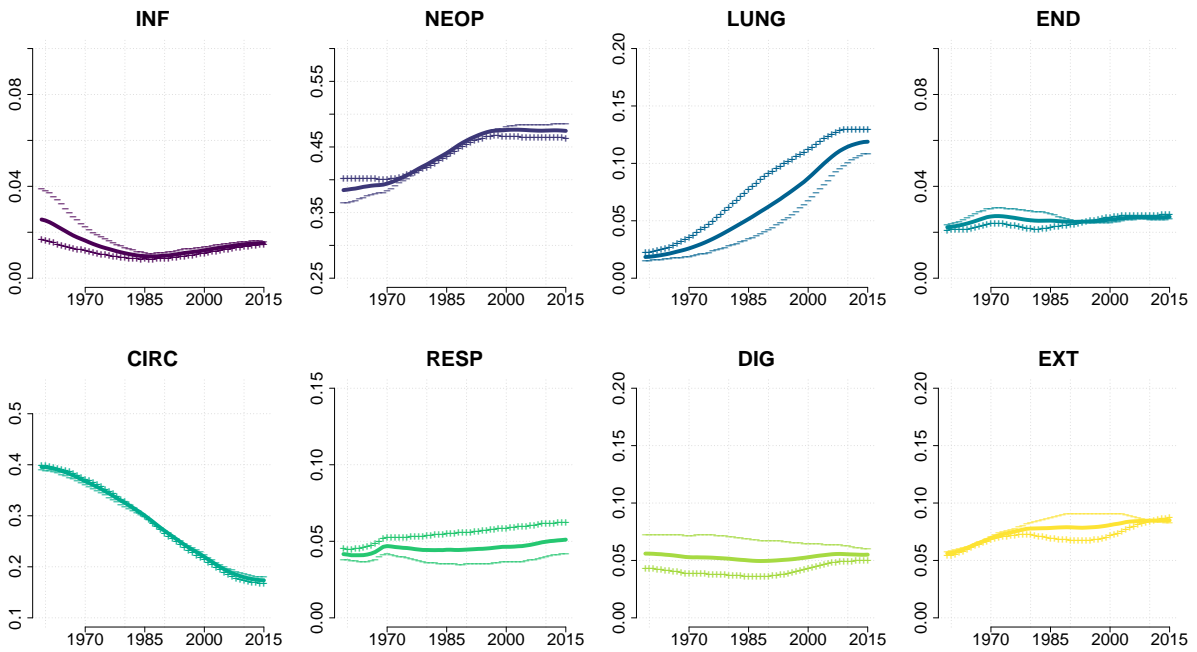 INF
NEOP
LUNG
END
0.00 0.04 0.08
1970 1985 2000 2015
0.25 0.35 0.45 0.55
1970 1985 2000 2015
0.00 0.05 0.10 0.15 0.20
1970 1985 2000 2015
0.00 0.04 0.08
1970 1985 2000 2015
CIRC
RESP
DIG
EXT
0.1 0.2 0.3 0.4 0.5
1970 1985 2000 2015
0.00 0.05 0.10 0.15
1970 1985 2000 2015
0.00 0.05 0.10 0.15 0.20
1970 1985 2000 2015
0.00 0.05 0.10 0.15 0.20
1970 1985 2000 2015